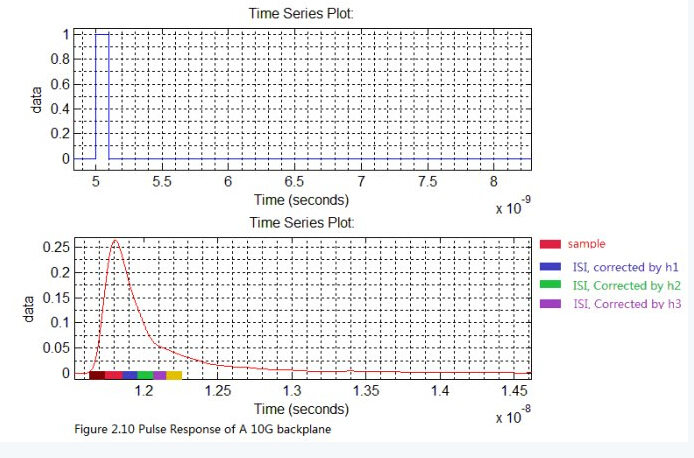 Time Series Plot:
1
0.8
0.6
0.4
0.2
0
data
5
5.5
6
6.5
7
7.5
8
Time (seconds)
x 10^-9
Time Series Plot:
0.25
0.2
0.15
0.1
0.05
0
data
sample
ISI, corrected by h1
ISI, Corrected by h2
ISI, Corrected by h3
1.2
1.25
1.3
1.35
1.4
1.45
Time (seconds)
x 10^-8
Figure 2.10 Pulse Response of A 10G backplane